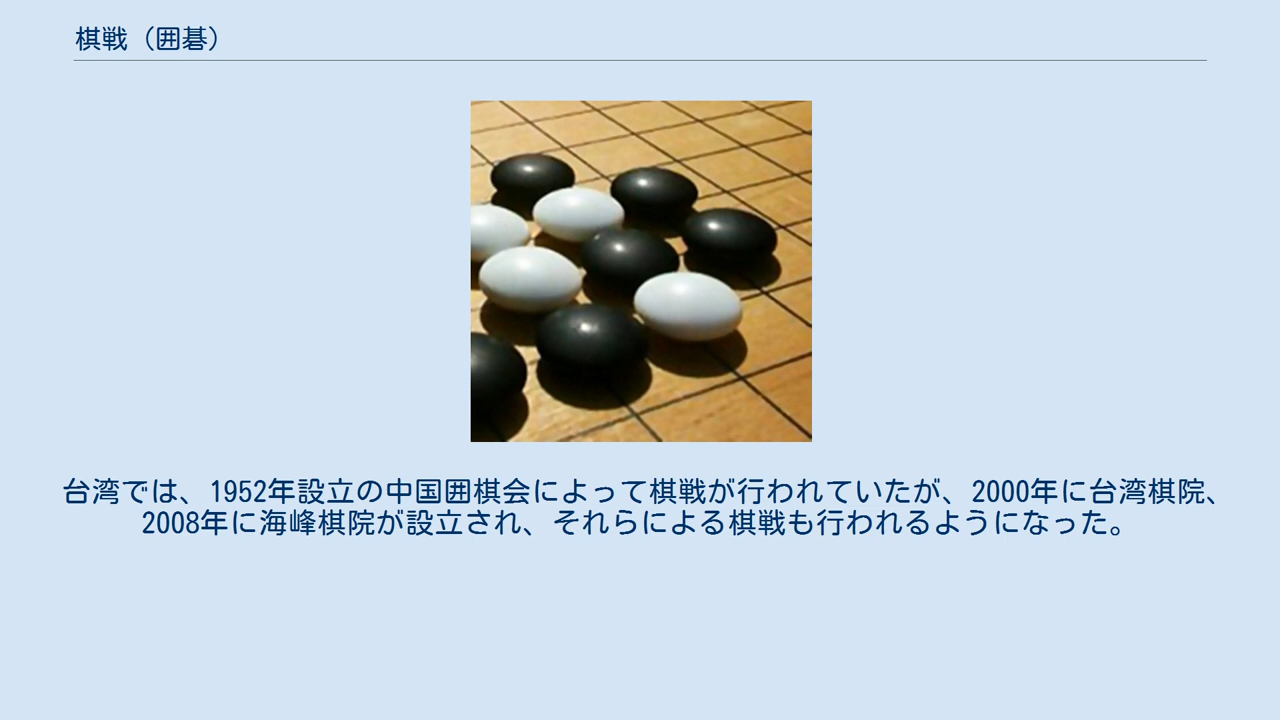 棋戦（囲碁）
台湾では、1952年設立の中国囲棋会によって棋戦が行われていたが、2000年に台湾棋院、
2008年に海峰棋院が設立され、それらによる棋戦も行われるようになった。